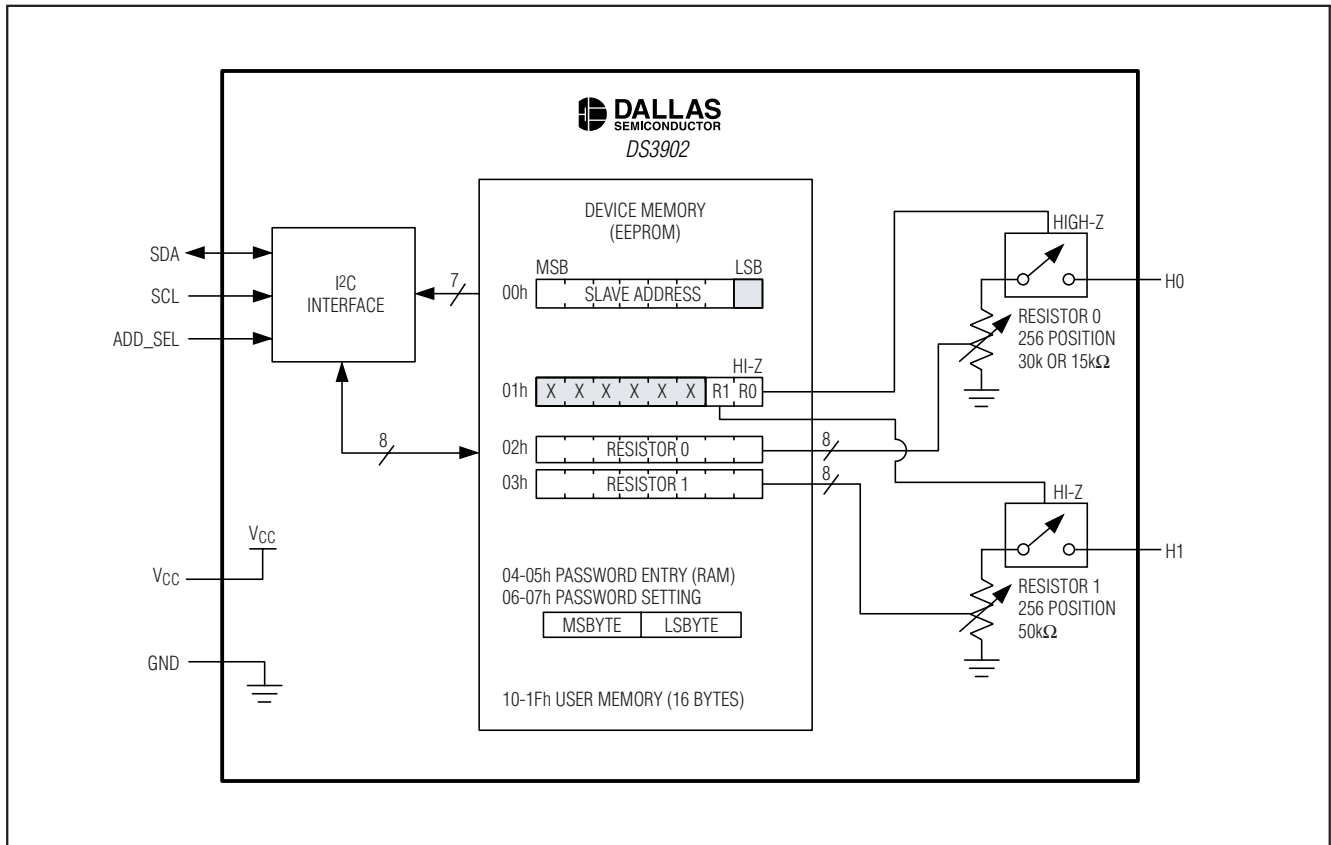 DALLAS
SEMICONDUCTOR
DS3902
DEVICE MEMORY
(EEPROM)
MSB
LSB
00h
SLAVE ADDRESS
SDA
SCL
ADD_SEL
I²C
INTERFACE
7
8
HI-Z
01h
X X X X X X R1 R0
02h
RESISTOR 0
8
03h
RESISTOR 1
8
04-05h PASSWORD ENTRY (RAM)
06-07h PASSWORD SETTING
MSBYTE LSBYTE
10-1Fh USER MEMORY (16 BYTES)
VCC
VCC
GND
HIGH-Z
H0
RESISTOR 0
256 POSITION
30k OR 15kΩ
HI-Z
H1
RESISTOR 1
256 POSITION
50kΩ